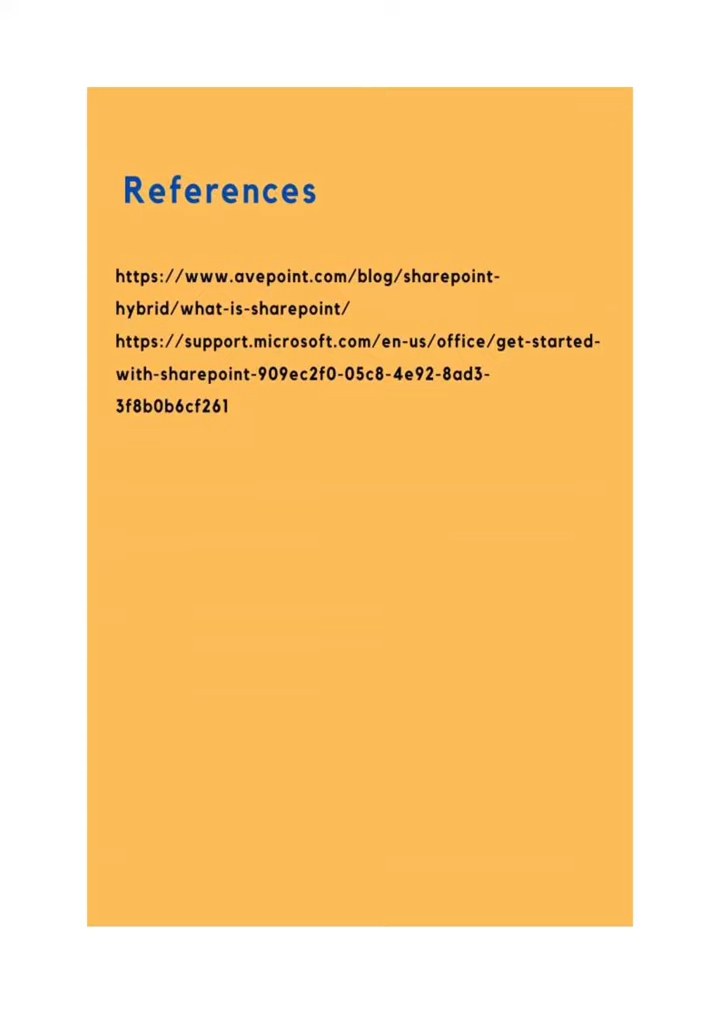 References
https://www.avepoint.com/blog/sharepoint-
hybrid/what-is-sharepoint/
https://support.microsoft.com/en-us/office/get-started-
with-sharepoint-909ec2f0-05c8-4e92-8ad3-
3f8b0b6cf261